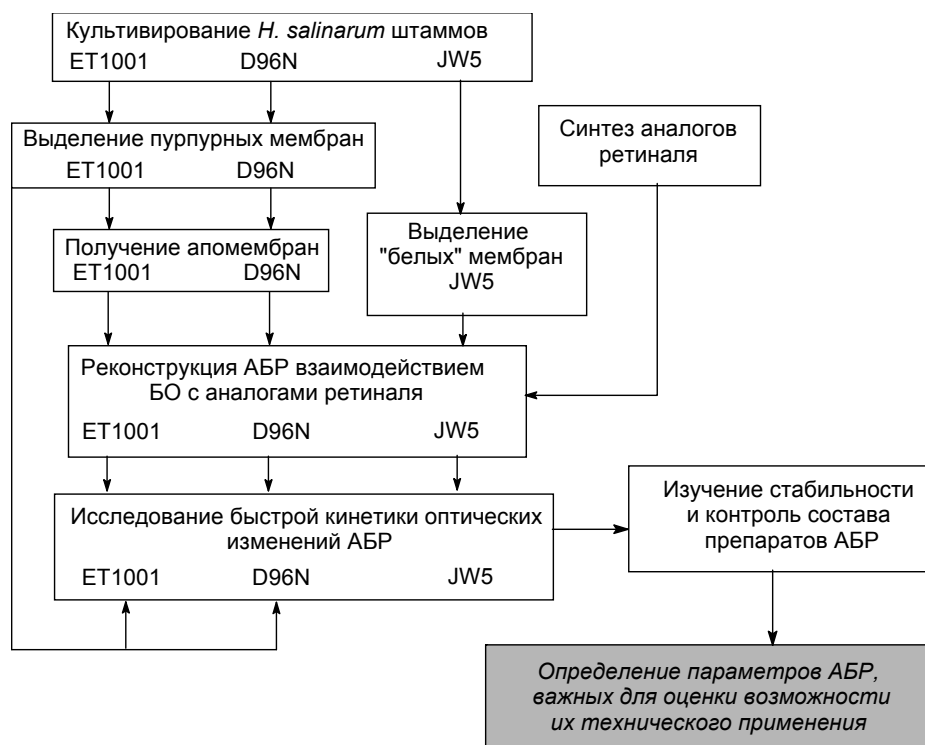 Культивирование H. salinarum штаммов
ET1001 D96N JW5
Выделение пурпурных мембран
ET1001 D96N
Синтез аналогов
ретиналя
Получение апомембран
ET1001 D96N
Выделение
"белых" мембран
JW5
Реконструкция АБР взаимодействием
БО с аналогами ретиналя
ET1001 D96N JW5
Исследование быстрой кинетики оптических
изменений АБР
ET1001 D96N JW5
Изучение стабильности
и контроль состава
препаратов АБР
Определение параметров АБР,
важных для оценки возможности
их технического применения